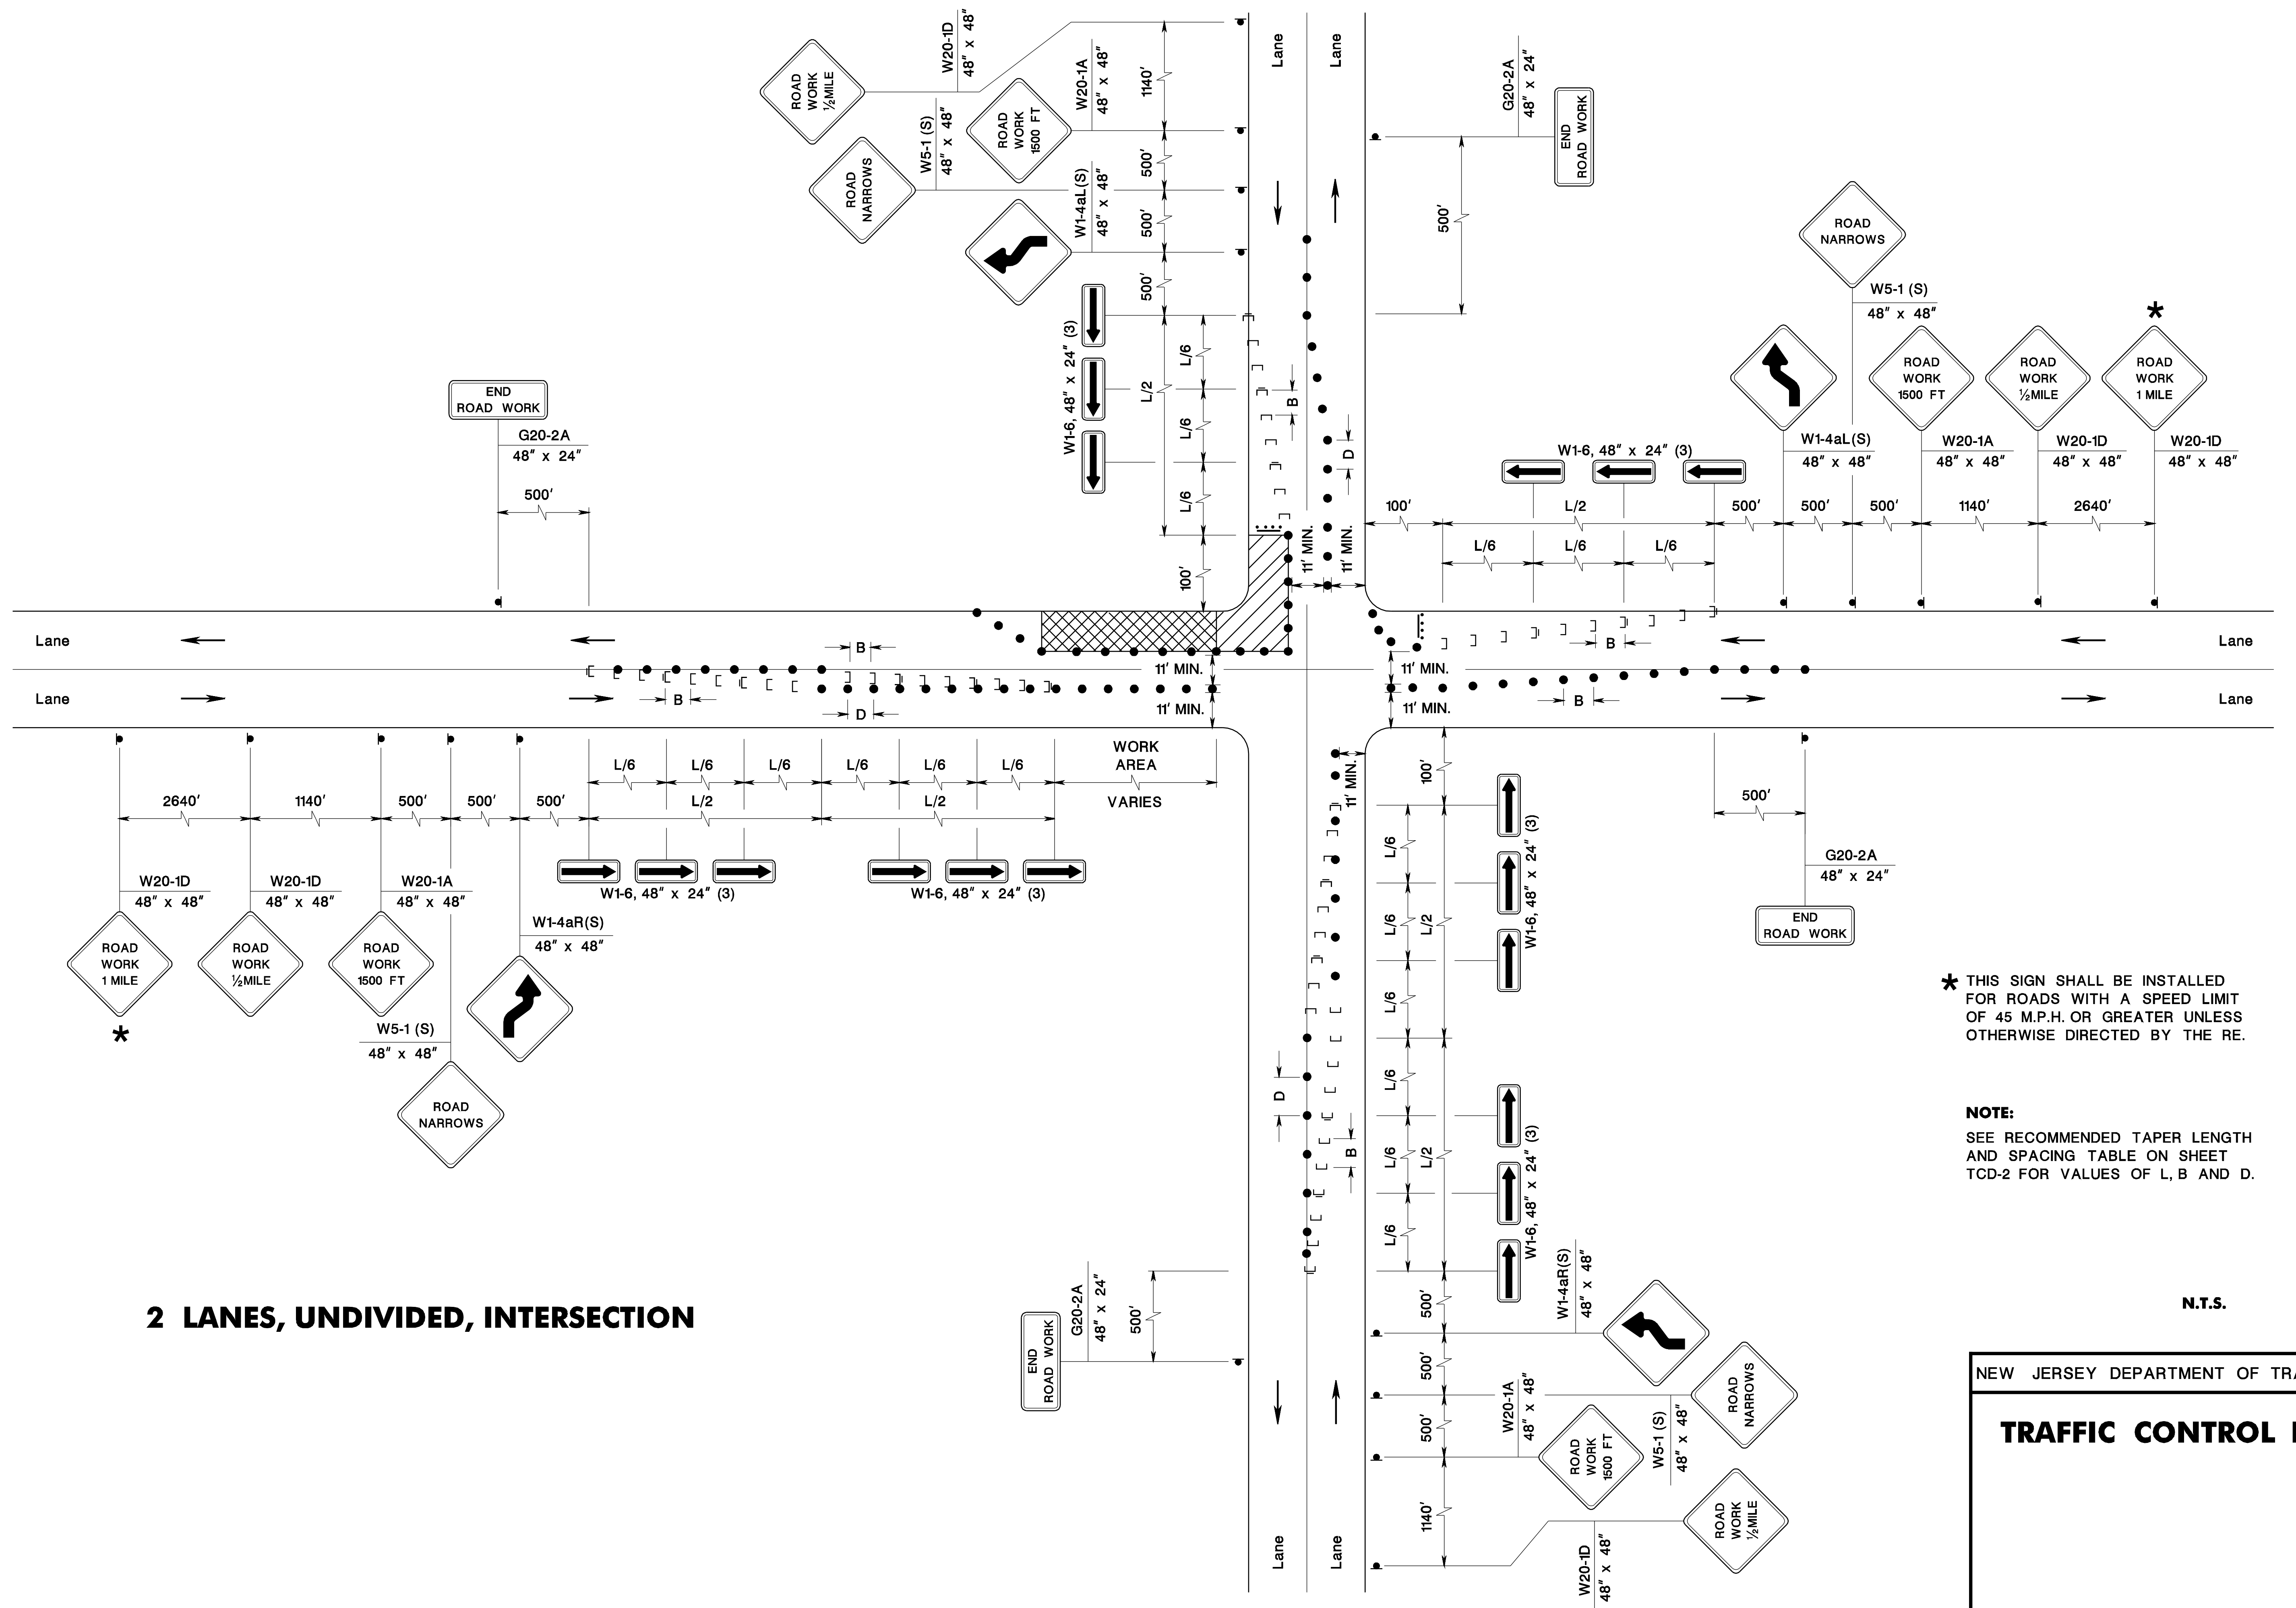 W20-1D
48" x 48"
ROAD
WORK
½MILE
W20-1A
48" x 48"
ROAD
WORK
1500 FT
W5-1 (S)
48" x 48"
ROAD
NARROWS
W1-4aL(S)
48" x 48"
1140'
500'
500'
500'
Lane
Lane
G20-2A
48" x 24"
END
ROAD WORK
500'
W1-6, 48" x 24" (3)
L/2
L/6
L/6
L/6
B
D
100'
11' MIN.
11' MIN.
ROAD
NARROWS
W5-1 (S)
48" x 48"
*
ROAD
WORK
1500 FT
ROAD
WORK
½MILE
ROAD
WORK
1 MILE
W1-4aL(S)
48" x 48"
W20-1A
48" x 48"
W20-1D
48" x 48"
W20-1D
48" x 48"
W1-6, 48" x 24" (3)
100'
L/2
500'
500'
500'
1140'
2640'
L/6
L/6
L/6
END
ROAD WORK
G20-2A
48" x 24"
500'
Lane
Lane
B
B
D
11' MIN.
11' MIN.
11' MIN.
11' MIN.
B
B
Lane
Lane
L/6
L/6
L/6
L/6
L/6
L/6
WORK
AREA
VARIES
2640'
1140'
500'
500'
500'
L/2
L/2
W1-6, 48" x 24" (3)
W1-6, 48" x 24" (3)
W20-1D
48" x 48"
W20-1D
48" x 48"
W20-1A
48" x 48"
W1-4aR(S)
48" x 48"
ROAD
WORK
1 MILE
*
ROAD
WORK
½MILE
ROAD
WORK
1500 FT
W5-1 (S)
48" x 48"
ROAD
NARROWS
11' MIN.
100'
L/6
L/6
L/6
L/2
W1-6, 48" x 24" (3)
L/6
L/6
L/6
L/2
W1-6, 48" x 24" (3)
D
B
500'
G20-2A
48" x 24"
END
ROAD WORK
* THIS SIGN SHALL BE INSTALLED
FOR ROADS WITH A SPEED LIMIT
OF 45 M.P.H. OR GREATER UNLESS
OTHERWISE DIRECTED BY THE RE.
NOTE:
SEE RECOMMENDED TAPER LENGTH
AND SPACING TABLE ON SHEET
TCD-2 FOR VALUES OF L, B AND D.
N.T.S.
2 LANES, UNDIVIDED, INTERSECTION
G20-2A
48" x 24"
500'
END
ROAD WORK
500'
500'
500'
1140'
W1-4aR(S)
48" x 48"
ROAD
NARROWS
W5-1 (S)
48" x 48"
W20-1A
48" x 48"
ROAD
WORK
1500 FT
ROAD
WORK
½MILE
W20-1D
48" x 48"
Lane
Lane
NEW JERSEY DEPARTMENT OF
TRAFFIC CONTROL